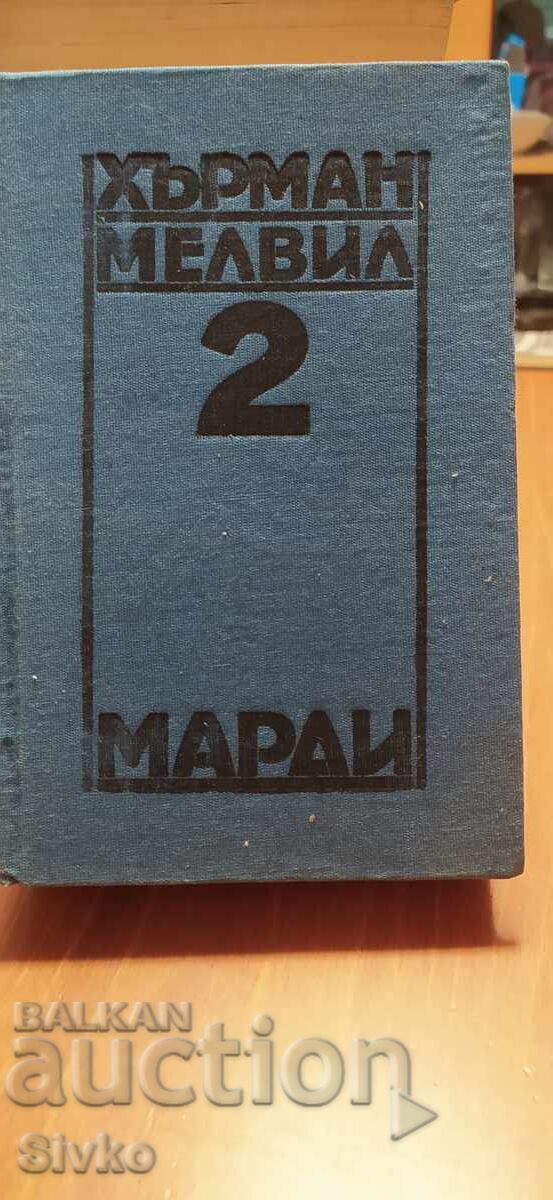 ХЪРМАН
МЕЛВИЛ
2
МАРДИ
BALKAN
auction
Sivko